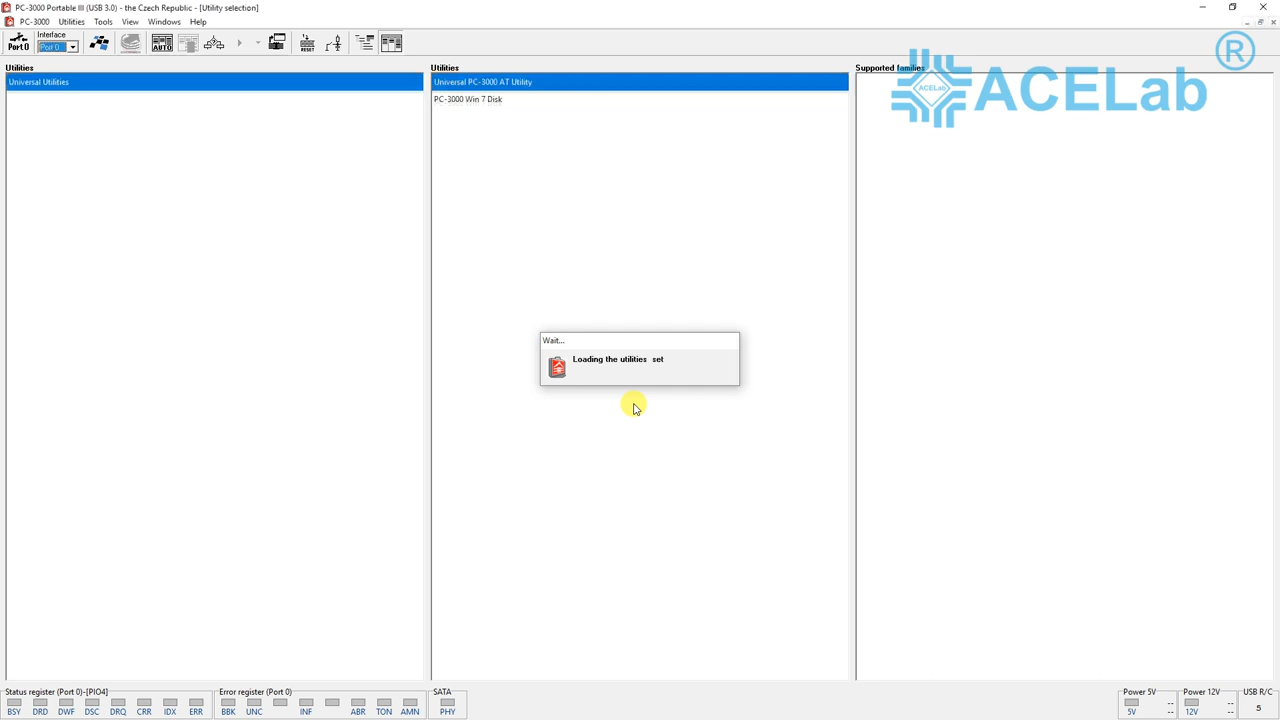 PC-3000 Portable III (USB 3.0) - the Czech Republic - [Utility selection]
PC-3000 Utilities Tools View Windows Help
Port 0 Interface
Port 0
AUTO
RESET
ACELab ®
ACELab
Utilities
Universal Utilities
Utilities
Universal PC-3000 AT Utility
PC-3000 Win 7 Disk
Supported families
Wait...
Loading the utilities set
Status register (Port 0)-[PIO4]
BSY DRD DWF DSC DRQ CRR IDX ERR
Error register (Port 0)
BBK UNC INF ABR TON AMN
SATA
PHY
Power 5V
5V -- --
Power 12V
12V -- --
USB R/C
5